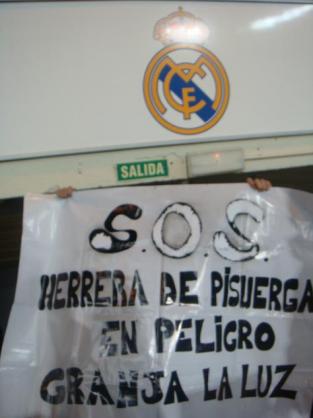 SALIDA
S.O.S.
HERRERA DE PISUERGA
EN PELIGRO
GRANJA LA LUZ